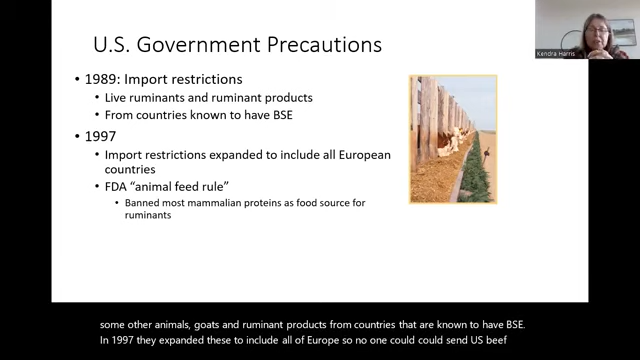 U.S. Government Precautions
• 1989: Import restrictions
• Live ruminants and ruminant products
• From countries known to have BSE
• 1997
• Import restrictions expanded to include all European
countries
• FDA “animal feed rule”
• Banned most mammalian proteins as food source for
ruminants
Kendra Harris
some other animals, goats and ruminant products from countries that are known to have BSE.
In 1997 they expanded these to include all of Europe so no one could could send US beef